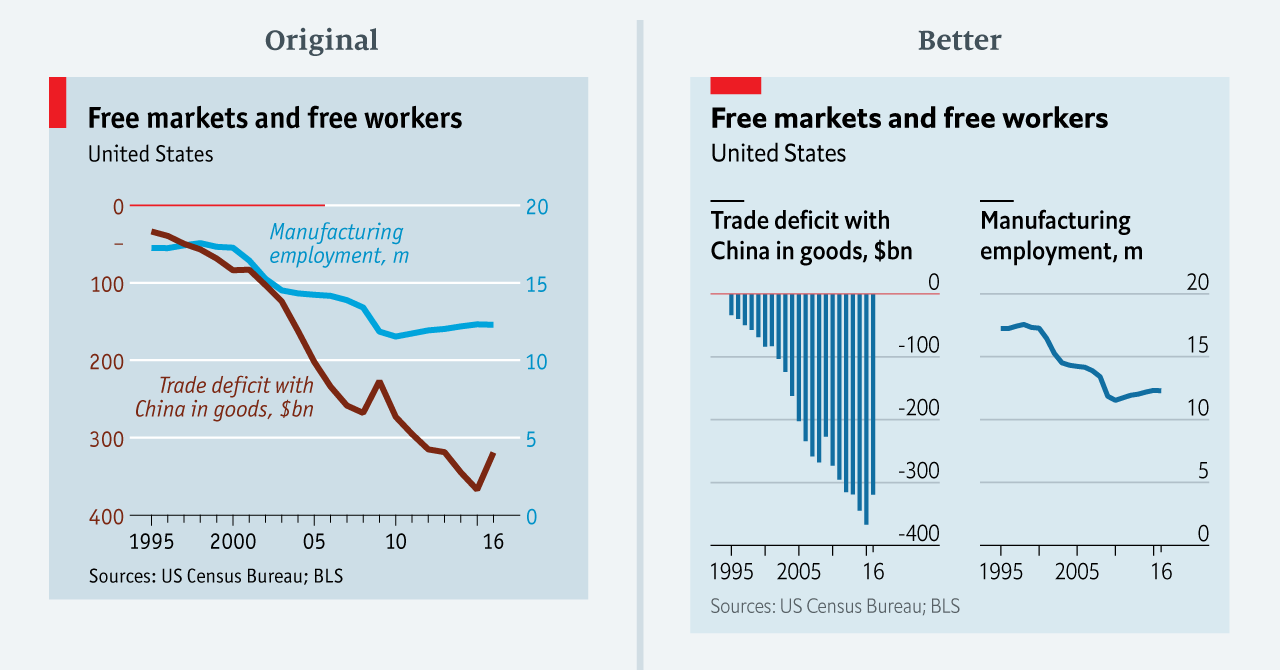 Original
Free markets and free workers
United States
0
–
100
200
300
400
20
15
10
5
0
Manufacturing
employment, m
Trade deficit with
China in goods, $bn
1995 2000 05 10 16
Sources: US Census Bureau; BLS
Better
Free markets and free workers
United States
Trade deficit with
China in goods, $bn
0
-100
-200
-300
-400
1995 2005 16
Manufacturing
employment, m
20
15
10
5
0
1995 2005 16
Sources: US Census Bureau; BLS